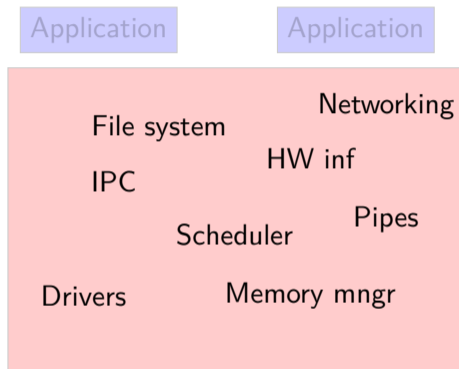 Application
Application
Networking
File system
HW inf
IPC
Pipes
Scheduler
Drivers
Memory mngr